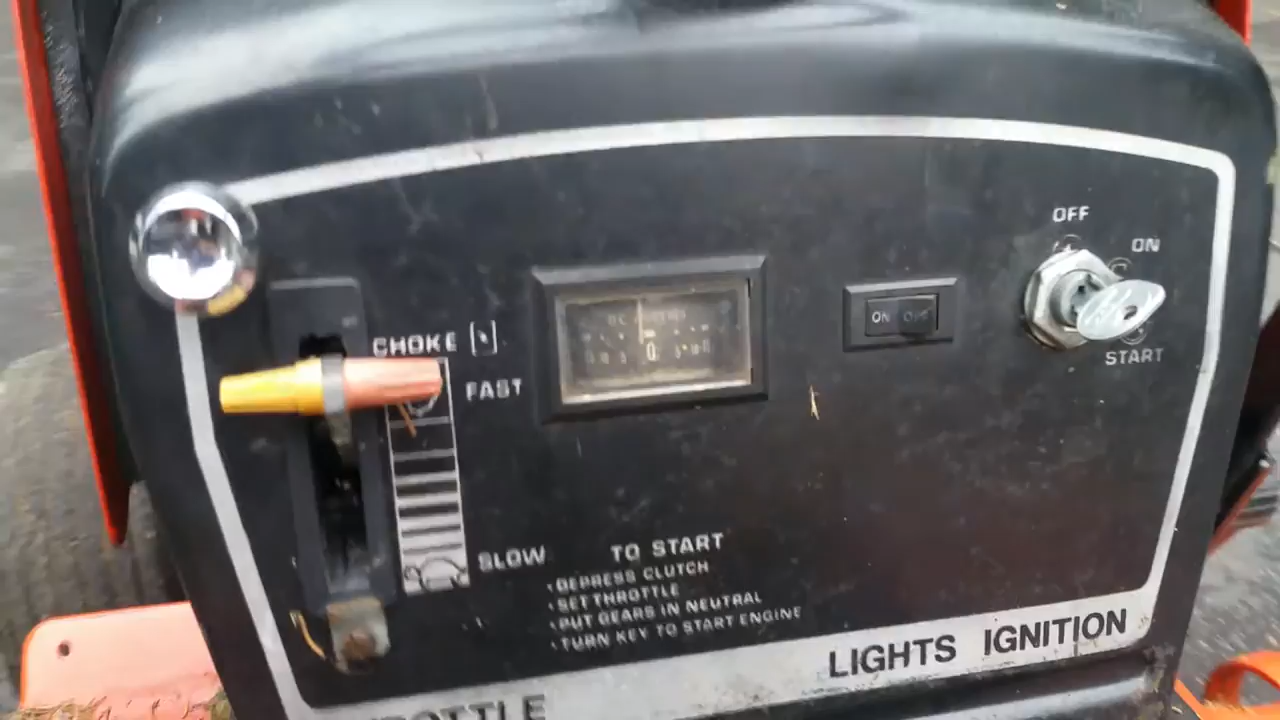 OFF
ON
START
CHOKE
FAST
ON OFF
0
SLOW
TO START
• DEPRESS CLUTCH
• SET THROTTLE
• PUT GEARS IN NEUTRAL
• TURN KEY TO START ENGINE
LIGHTS IGNITION